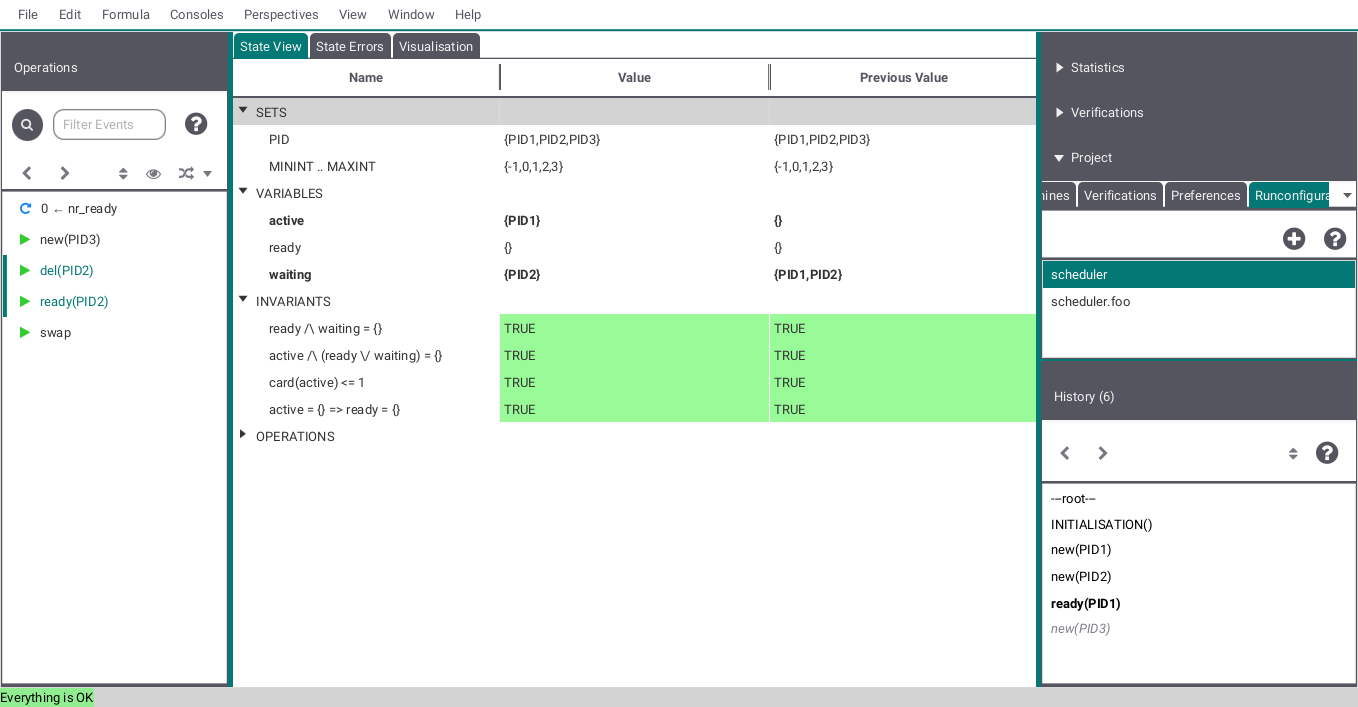 File Edit Formula Consoles Perspectives View Window Help
Operations
Filter Events
0 ← nr_ready
new(PID3)
del(PID2)
ready(PID2)
swap
State View State Errors Visualisation
Name Value Previous Value
SETS
PID {PID1,PID2,PID3} {PID1,PID2,PID3}
MININT .. MAXINT {-1,0,1,2,3} {-1,0,1,2,3}
VARIABLES
active {PID1} {}
ready {} {}
waiting {PID2} {PID1,PID2}
INVARIANTS
ready /\ waiting = {} TRUE TRUE
active /\ (ready \/ waiting) = {} TRUE TRUE
card(active) <= 1 TRUE TRUE
active = {} => ready = {} TRUE TRUE
OPERATIONS
Statistics
Verifications
Project
hines Verifications Preferences Runconfigura
scheduler
scheduler.foo
History (6)
---root---
INITIALISATION()
new(PID1)
new(PID2)
ready(PID1)
new(PID3)
Everything is OK